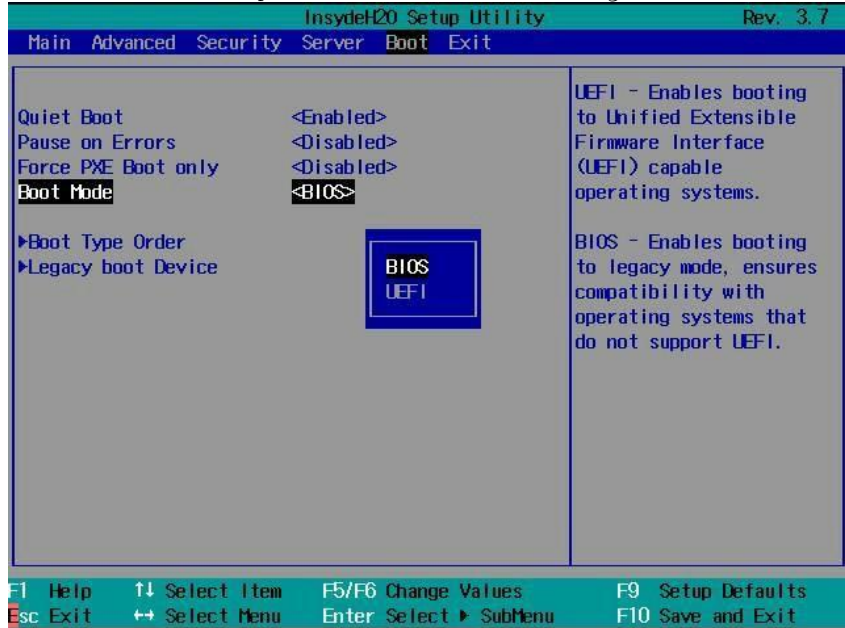 InsydeH2O Setup Utility Rev. 3.7
Main Advanced Security Server Boot Exit
Quiet Boot <Enabled>
Pause on Errors <Disabled>
Force PXE Boot only <Disabled>
Boot Mode <BIOS>
▶Boot Type Order
▶Legacy boot Device
BIOS
UEFI
UEFI - Enables booting
to Unified Extensible
Firmware Interface
(UEFI) capable
operating systems.
BIOS - Enables booting
to legacy mode, ensures
compatibility with
operating systems that
do not support UEFI.
F1 Help ↑↓ Select Item F5/F6 Change Values F9 Setup Defaults
Esc Exit ↔ Select Menu Enter Select ▶ SubMenu F10 Save and Exit